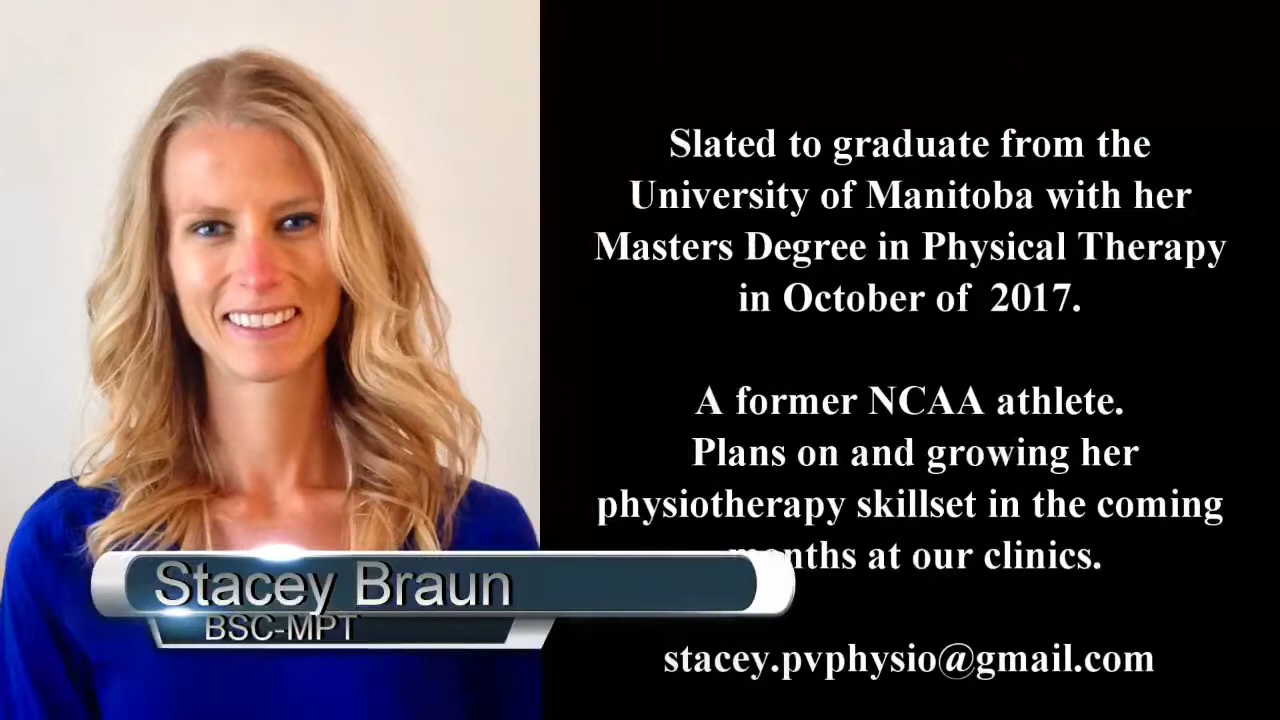 Slated to graduate from the
University of Manitoba with her
Masters Degree in Physical Therapy
in October of 2017.
A former NCAA athlete.
Plans on and growing her
physiotherapy skillset in the coming
months at our clinics.
Stacey Braun
BSC-MPT
stacey.pvphysio@gmail.com